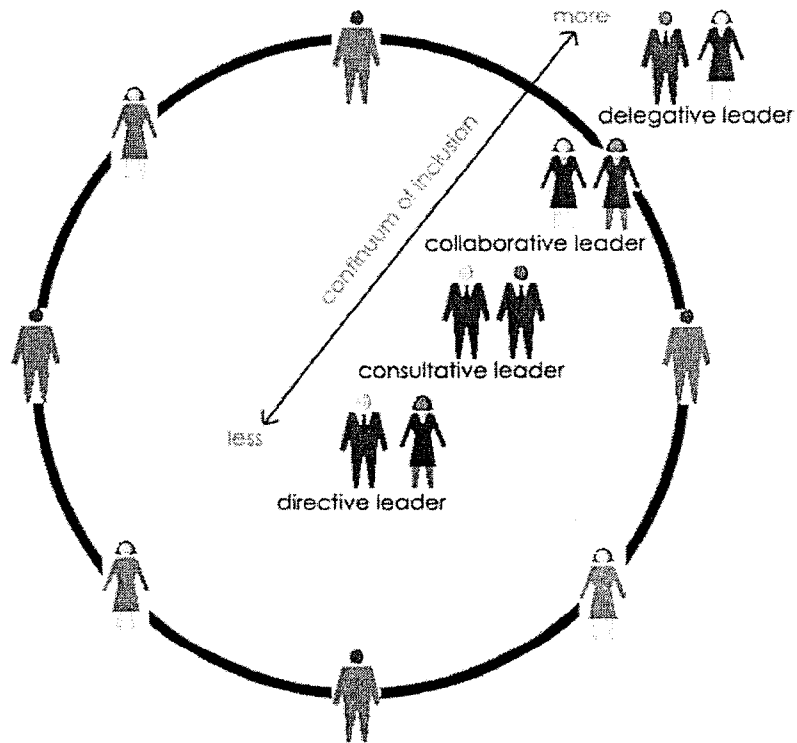 more
delegative leader
continuum of inclusion
collaborative leader
consultative leader
less
directive leader